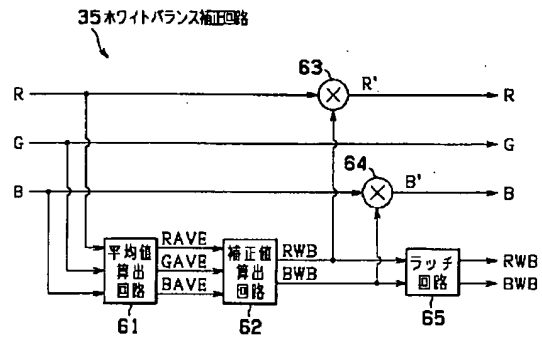 35 ホワイトバランス補正回路
63
R
R'
R
G
G
64
B
B'
B
RAVE
GAVE
BAVE
平均値
算出
回路
補正値
算出
回路
RWB
BWB
ラッチ
回路
RWB
BWB
61
62
65